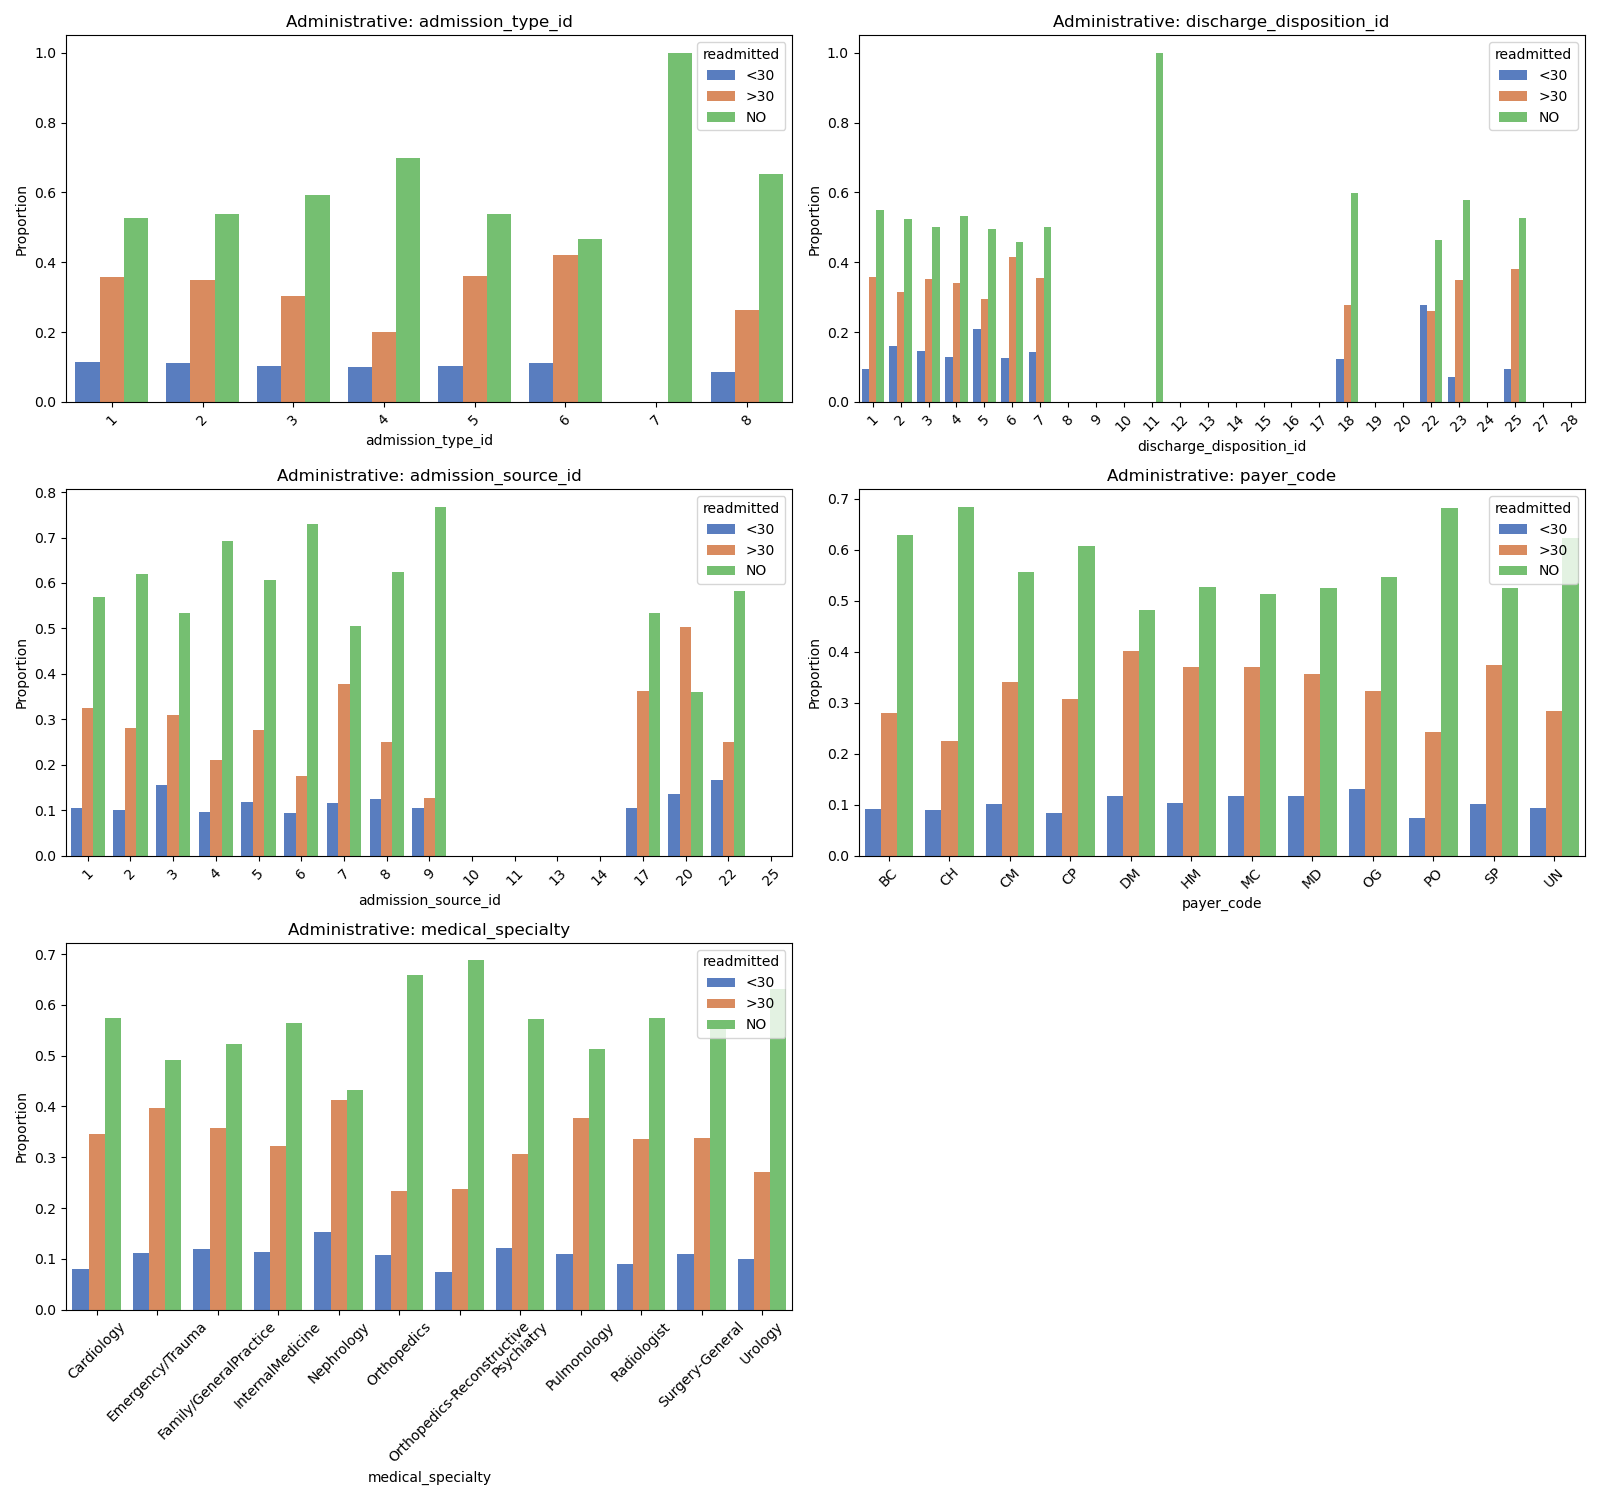 Administrative: admission_type_id
readmitted
<30
>30
NO
1.0
0.8
0.6
0.4
0.2
0.0
Proportion
1 2 3 4 5 6 7 8
admission_type_id
Administrative: discharge_disposition_id
readmitted
<30
>30
NO
1.0
0.8
0.6
0.4
0.2
0.0
Proportion
1 2 3 4 5 6 7 8 9 10 11 12 13 14 15 16 17 18 19 20 22 23 24 25 27 28
discharge_disposition_id
Administrative: admission_source_id
readmitted
<30
>30
NO
0.8
0.7
0.6
0.5
0.4
0.3
0.2
0.1
0.0
Proportion
1 2 3 4 5 6 7 8 9 10 11 13 14 17 20 22 25
admission_source_id
Administrative: payer_code
readmitted
<30
>30
NO
0.7
0.6
0.5
0.4
0.3
0.2
0.1
0.0
Proportion
BC CH CM CP DM HM MC MD OG PO SP UN
payer_code
Administrative: medical_specialty
readmitted
<30
>30
NO
0.7
0.6
0.5
0.4
0.3
0.2
0.1
0.0
Proportion
Cardiology
Emergency/Trauma
Family/GeneralPractice
InternalMedicine
Nephrology
Orthopedics
Orthopedics-Reconstructive
Psychiatry
Pulmonology
Radiologist
Surgery-General
Urology
medical_specialty